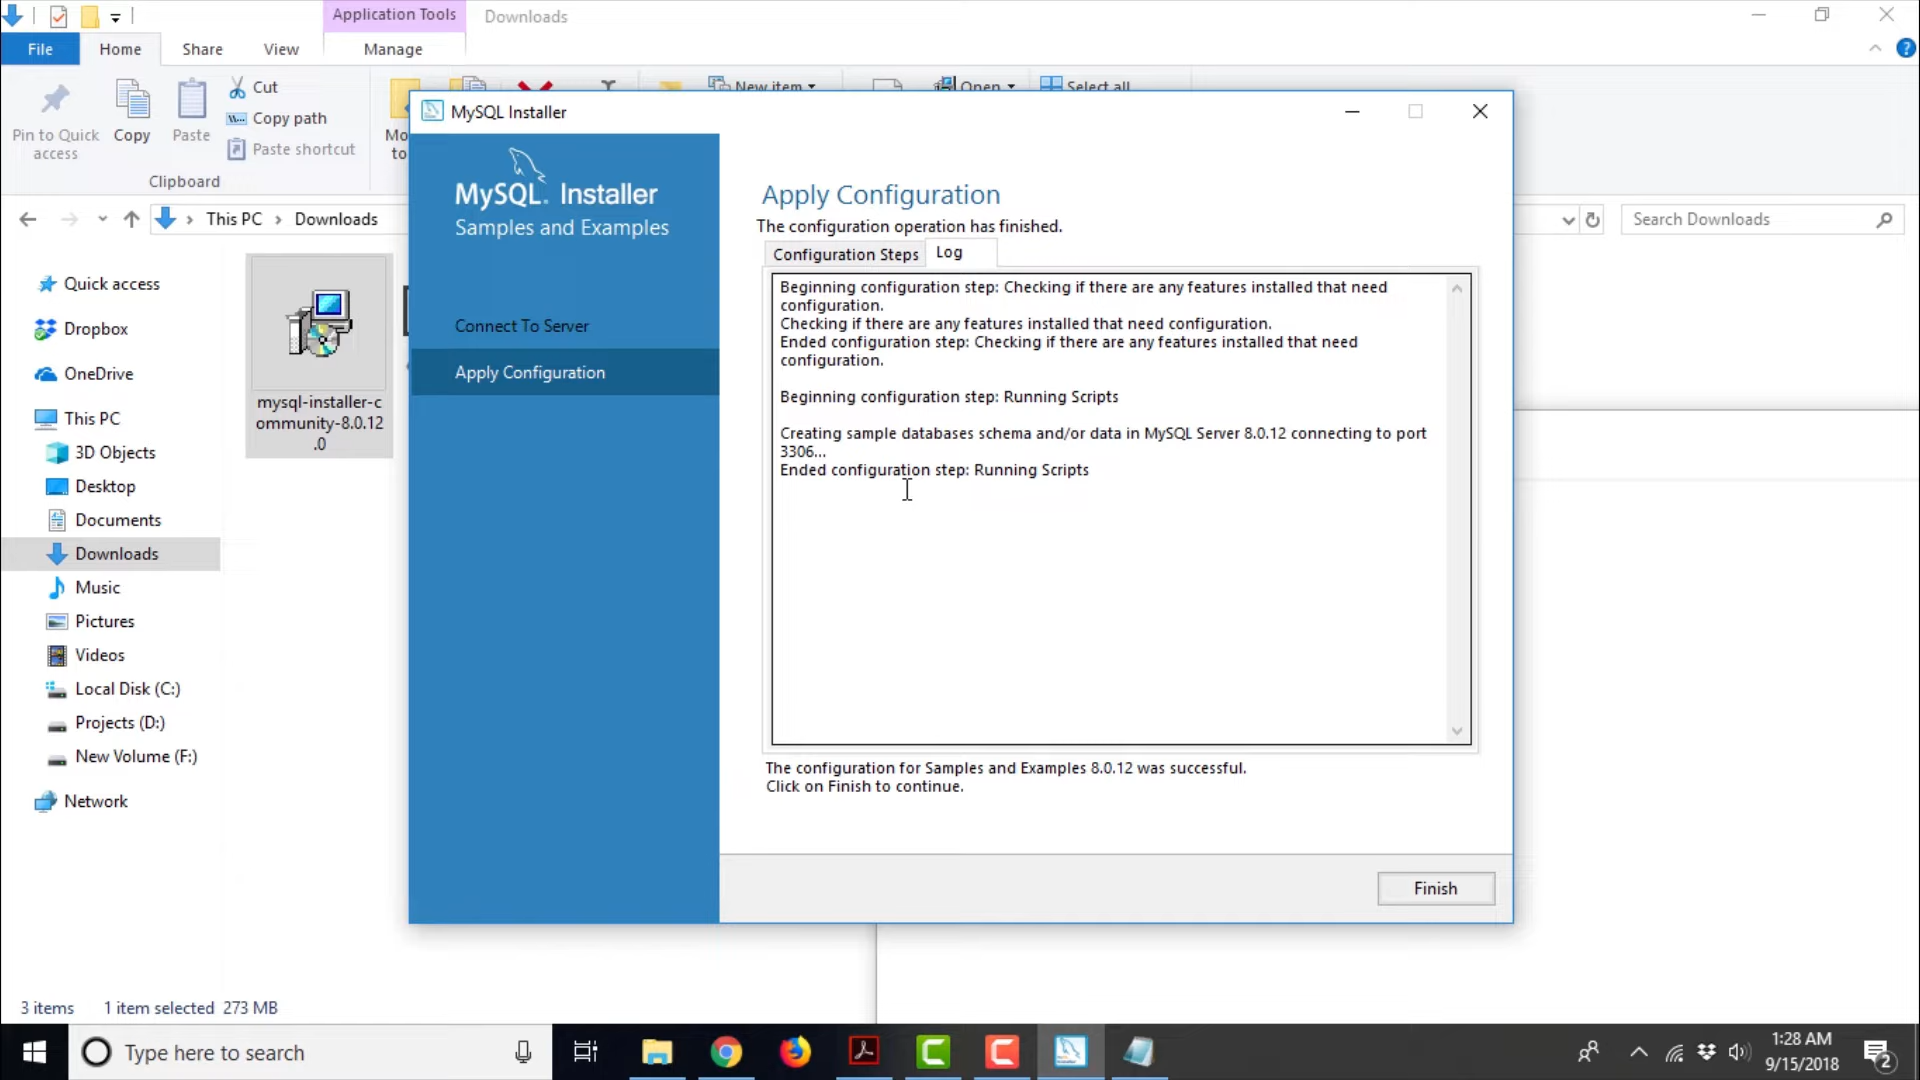 Application Tools
Downloads
File
Home
Share
View
Manage
Pin to Quick
access
Copy
Paste
Cut
Copy path
Paste shortcut
Clipboard
Mo
to
New item
Open
Select all
This PC
Downloads
Search Downloads
Quick access
Dropbox
OneDrive
This PC
3D Objects
Desktop
Documents
Downloads
Music
Pictures
Videos
Local Disk (C:)
Projects (D:)
New Volume (F:)
Network
mysql-installer-c
ommunity-8.0.12
.0
3 items
1 item selected 273 MB
MySQL Installer
MySQL. Installer
Samples and Examples
Connect To Server
Apply Configuration
Apply Configuration
The configuration operation has finished.
Configuration Steps
Log
Beginning configuration step: Checking if there are any features installed that need
configuration.
Checking if there are any features installed that need configuration.
Ended configuration step: Checking if there are any features installed that need
configuration.
Beginning configuration step: Running Scripts
Creating sample databases schema and/or data in MySQL Server 8.0.12 connecting to port
3306...
Ended configuration step: Running Scripts
The configuration for Samples and Examples 8.0.12 was successful.
Click on Finish to continue.
Finish
Type here to search
1:28 AM
9/15/2018
2